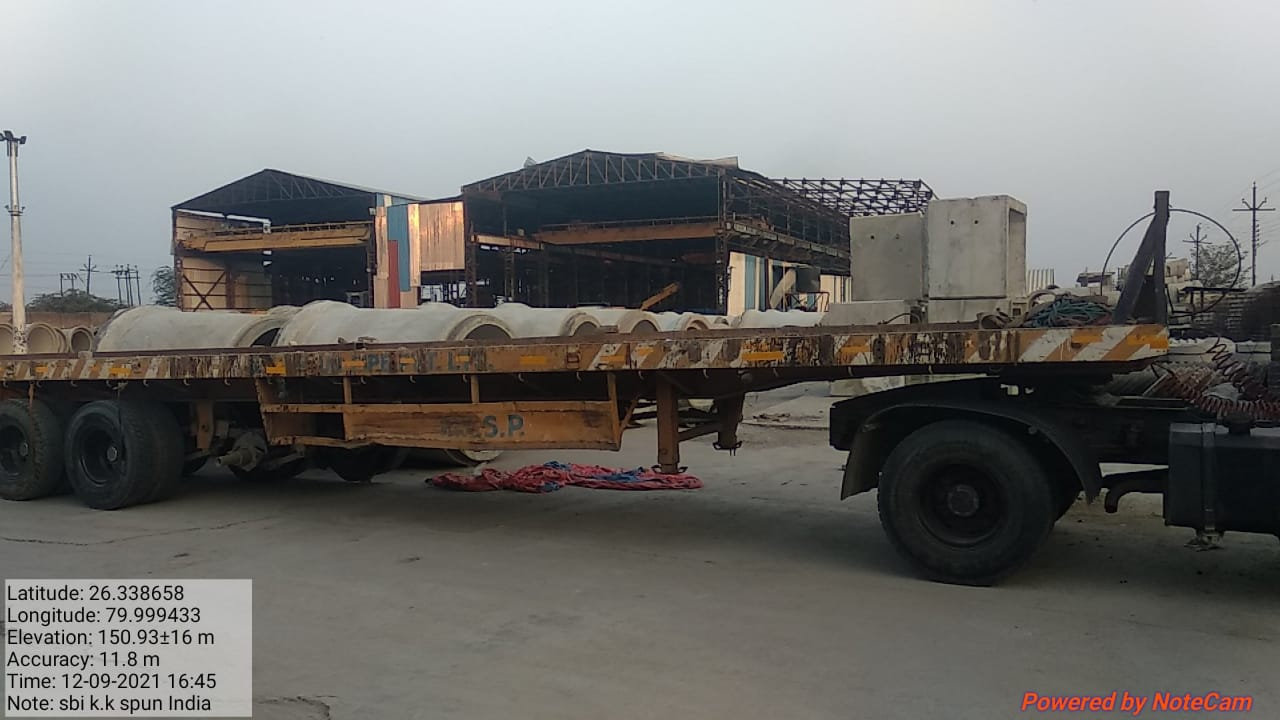 S.P.
Latitude: 26.338658
Longitude: 79.999433
Elevation: 150.93±16 m
Accuracy: 11.8 m
Time: 12-09-2021 16:45
Note: sbi k.k spun India
Powered by NoteCam